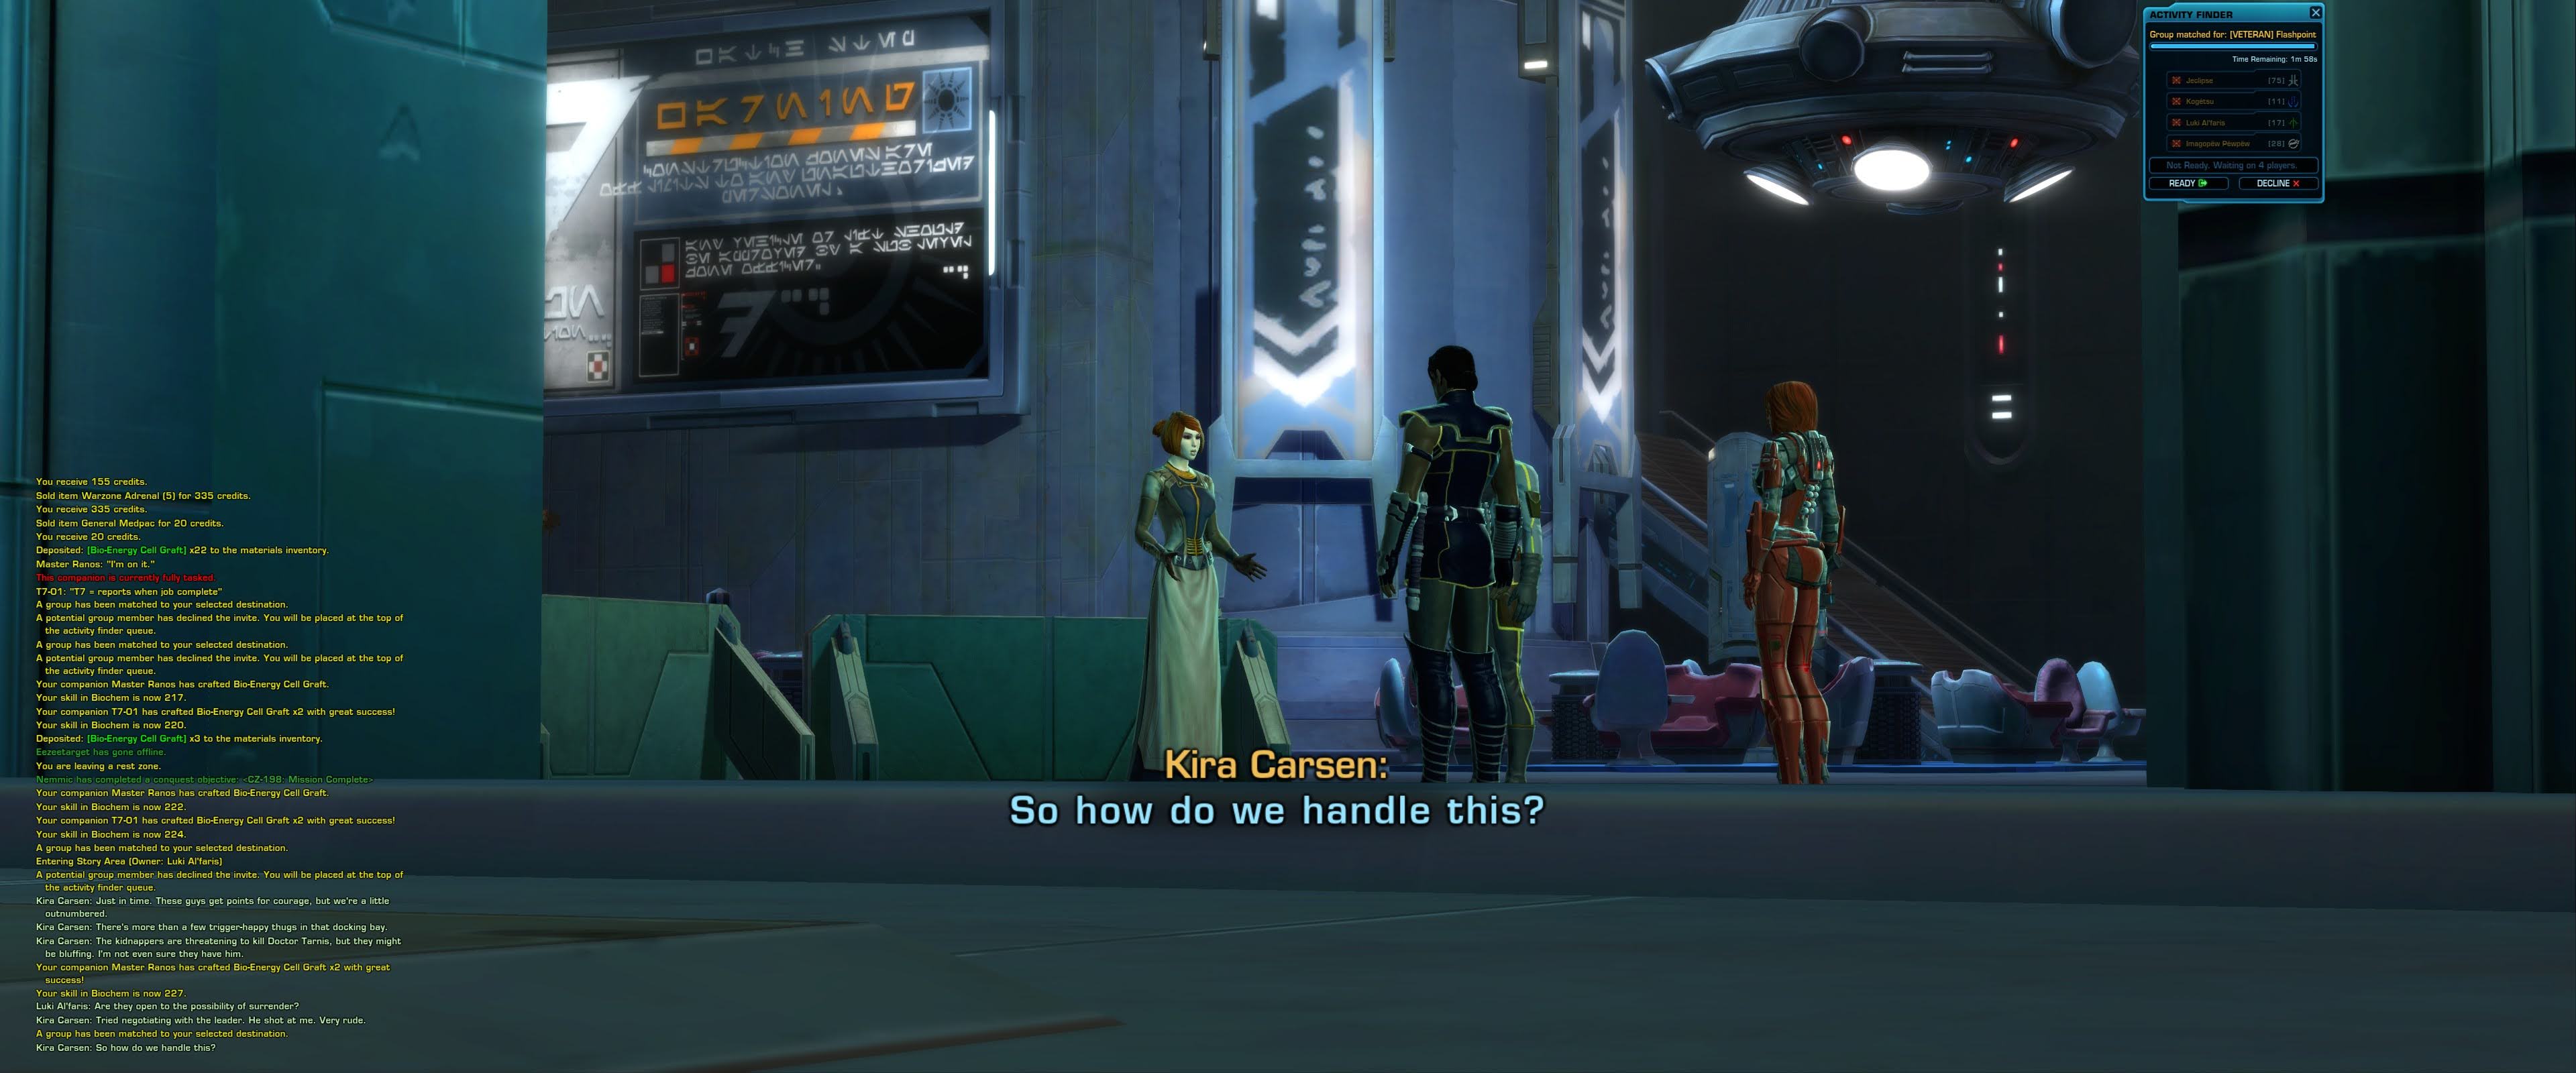 You receive 155 credits.
Sold item Warzone Adrenal (5) for 335 credits.
You receive 335 credits.
Sold item General Medpac for 20 credits.
You receive 20 credits.
Deposited: [Bio-Energy Cell Graft] x22 to the materials inventory.
Master Ranos: "I'm on it."
This companion is currently fully tasked.
T7-01: "T7 = reports when job complete"
A group has been matched to your selected destination.
A potential group member has declined the invite. You will be placed at the top of
the activity finder queue.
A group has been matched to your selected destination.
A potential group member has declined the invite. You will be placed at the top of
the activity finder queue.
Your companion Master Ranos has crafted Bio-Energy Cell Graft.
Your skill in Biochem is now 217.
Your companion T7-01 has crafted Bio-Energy Cell Graft x2 with great success!
Your skill in Biochem is now 220.
Deposited: [Bio-Energy Cell Graft] x3 to the materials inventory.
Eezeetarget has gone offline.
You are leaving a rest zone.
Nemmic has completed a conquest objective: <CZ-198: Mission Complete>
Your companion Master Ranos has crafted Bio-Energy Cell Graft.
Your skill in Biochem is now 222.
Your companion T7-01 has crafted Bio-Energy Cell Graft x2 with great success!
Your skill in Biochem is now 224.
A group has been matched to your selected destination.
Entering Story Area (Owner: Luki Al'faris)
A potential group member has declined the invite. You will be placed at the top of
the activity finder queue.
Kira Carsen: Just in time. These guys get points for courage, but we're a little
outnumbered.
Kira Carsen: There's more than a few trigger-happy thugs in that docking bay.
Kira Carsen: The kidnappers are threatening to kill Doctor Tarnis, but they might
be bluffing. I'm not even sure they have him.
Your companion Master Ranos has crafted Bio-Energy Cell Graft x2 with great
success!
Your skill in Biochem is now 227.
Luki Al'faris: Are they open to the possibility of surrender?
Kira Carsen: Tried negotiating with the leader. He shot at me. Very rude.
A group has been matched to your selected destination.
Kira Carsen: So how do we handle this?
Kira Carsen:
So how do we handle this?
ACTIVITY FINDER
Group matched for: [VETERAN] Flashpoint
Time Remaining: 1m 58s
Jeclipse [75]
Kogetsu [11]
Luki Al'faris [17]
Imagopëw Pëwpëw [28]
Not Ready. Waiting on 4 players.
READY DECLINE